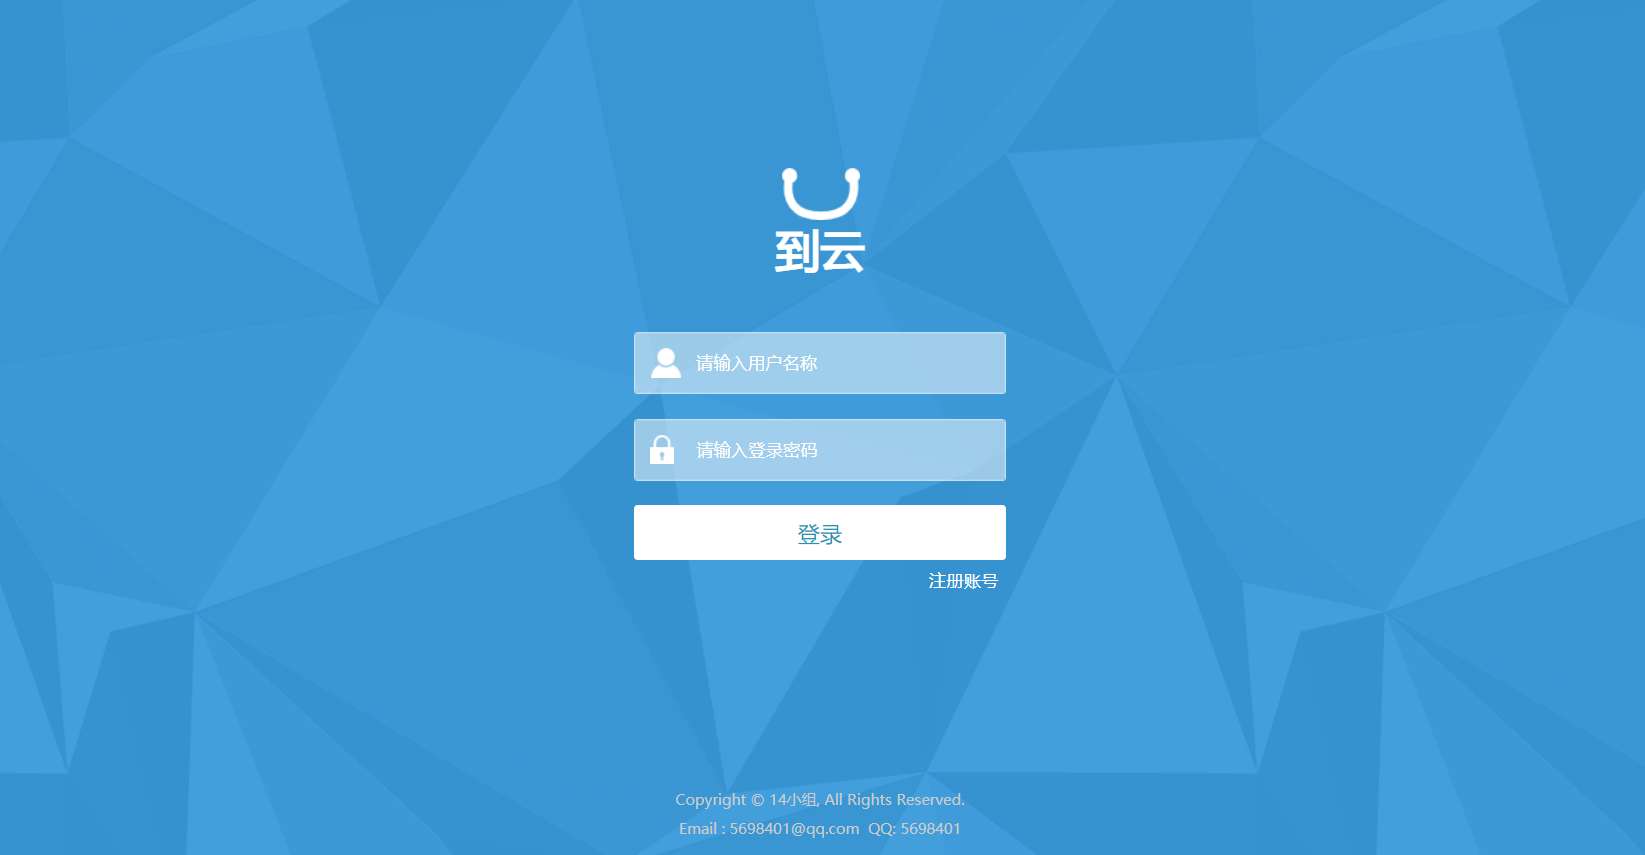 到云
请输入用户名称
请输入登录密码
登录
注册账号
Copyright © 14小组, All Rights Reserved.
Email : 5698401@qq.com  QQ: 5698401